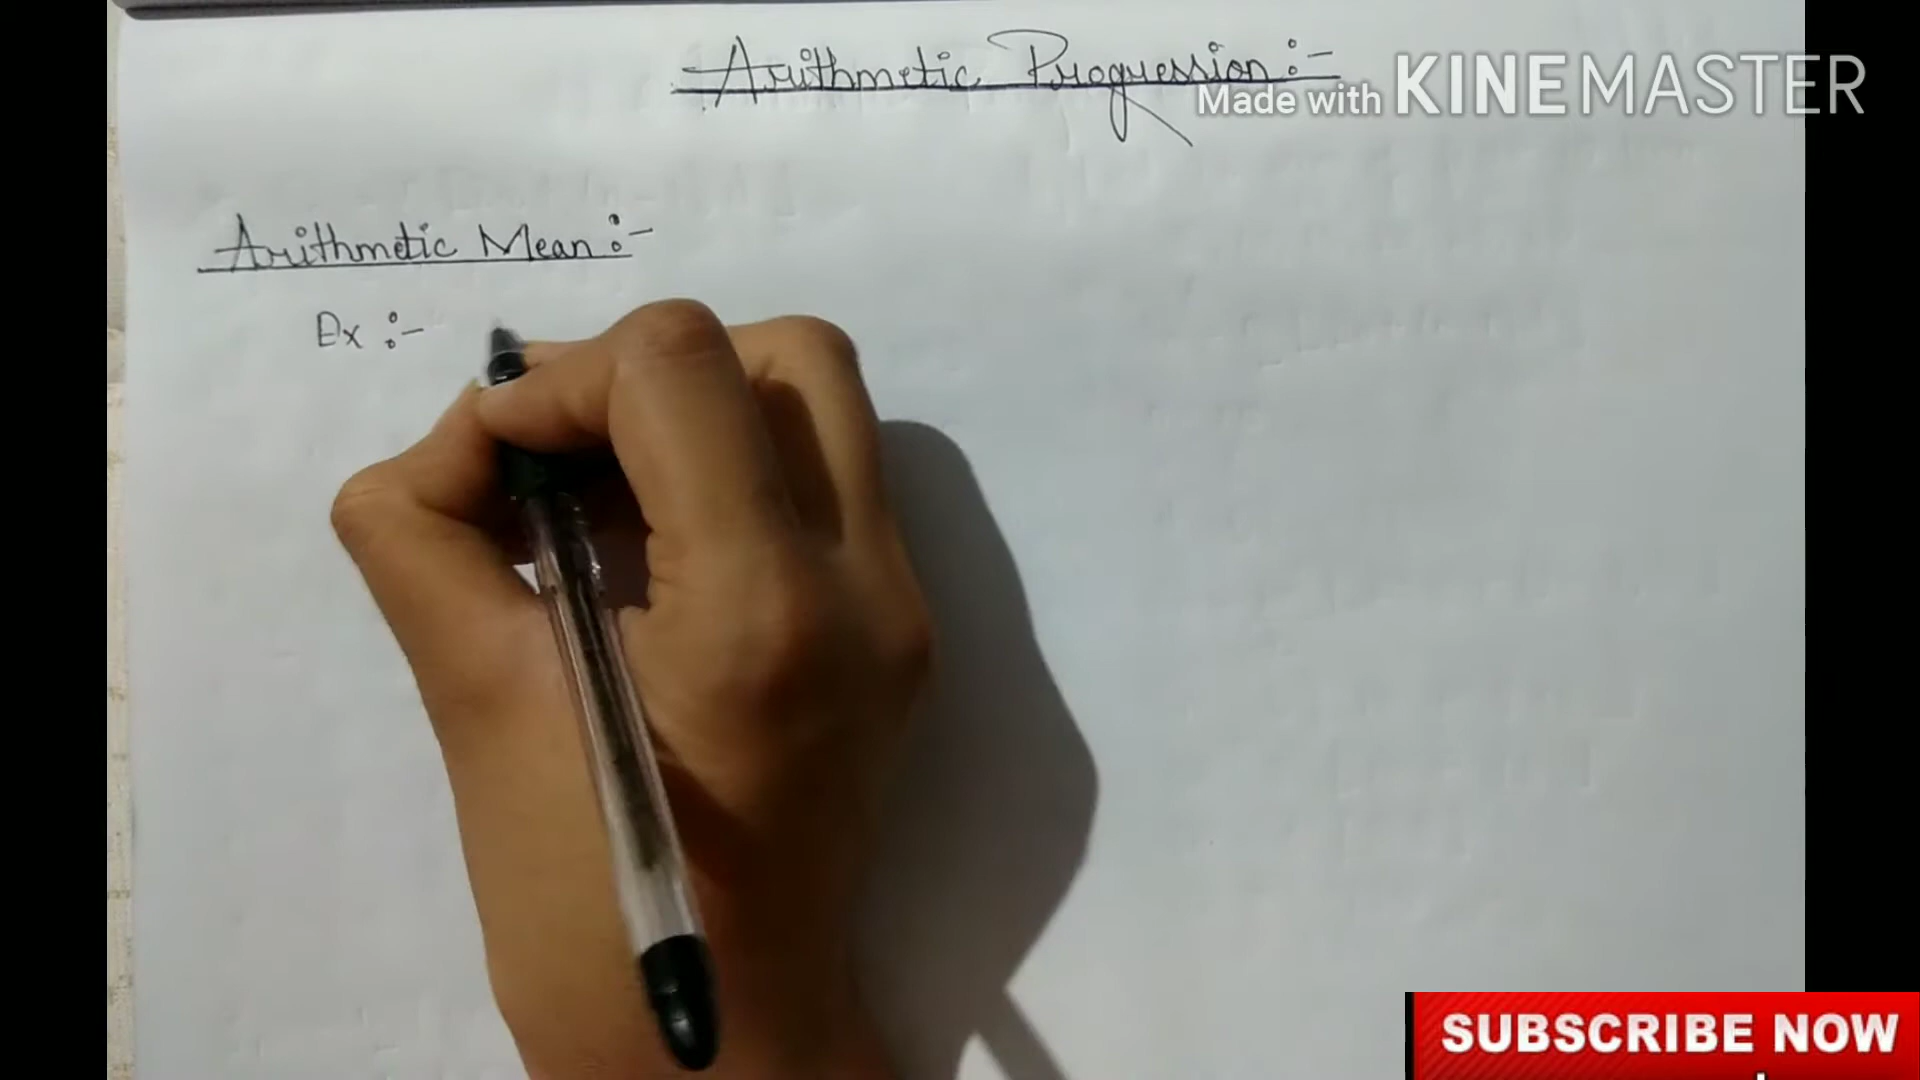 Arithmetic Progression :-
Made with KINEMASTER
Arithmetic Mean :-
Ex :-
SUBSCRIBE NOW